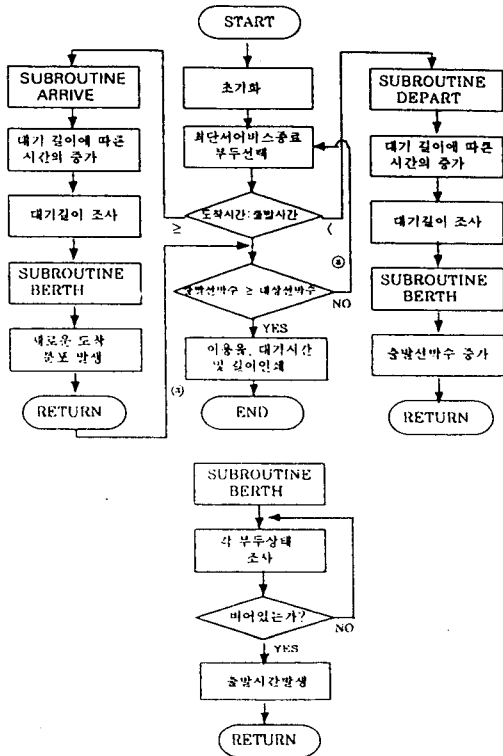 START
초기화
최단서어비스종료
부두선택
도착시간:출발시간
≥
<
출발선박수 ≥ 대상선박수
NO
YES
이용율, 대기시간
및 길이인쇄
END
SUBROUTINE
ARRIVE
대기 길이에 따른
시간의 증가
대기길이 조사
SUBROUTINE
BERTH
새로운 도착
분포 발생
RETURN
SUBROUTINE
DEPART
대기 길이에 따른
시간의 증가
대기길이 조사
SUBROUTINE
BERTH
출발선박수 증가
RETURN
SUBROUTINE
BERTH
각 부두상태
조사
비어있는가?
NO
YES
출발시간발생
RETURN